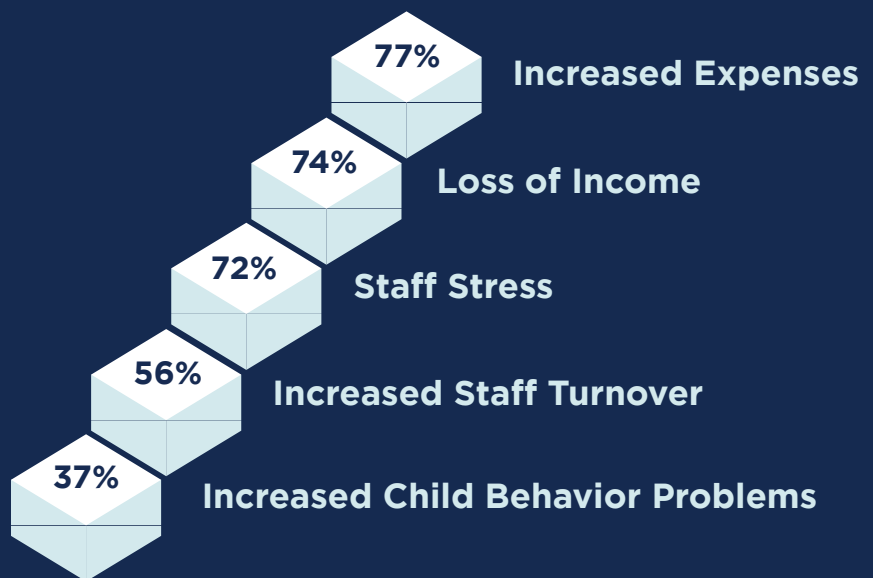 77%
Increased Expenses
74%
Loss of Income
72%
Staff Stress
56%
Increased Staff Turnover
37%
Increased Child Behavior Problems